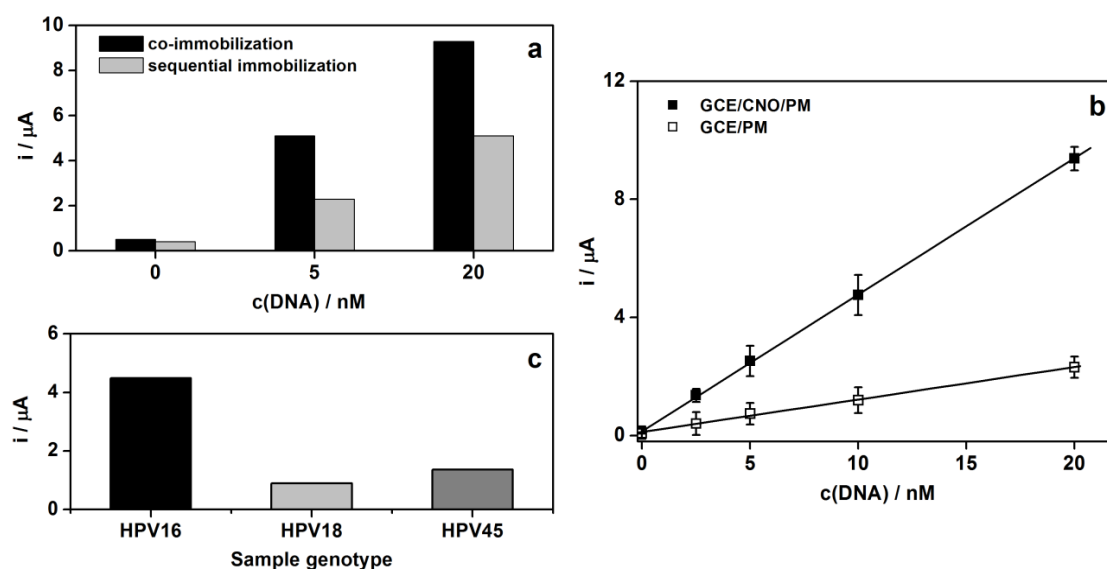 a
co-immobilization
sequential immobilization
10
8
6
4
2
0
i / μA
0 5 20
c(DNA) / nM
b
GCE/CNO/PM
GCE/PM
12
8
4
0
i / μA
0 5 10 15 20
c(DNA) / nM
c
6
4
2
0
i / μA
HPV16 HPV18 HPV45
Sample genotype